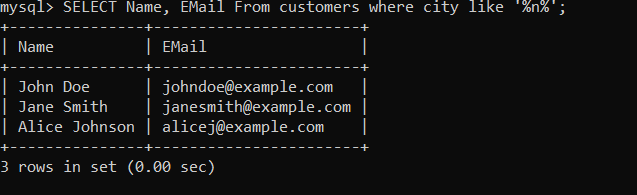 mysql> SELECT Name, EMail From customers where city like '%n%';
+---------------+-----------------------+
| Name          | EMail                 |
+---------------+-----------------------+
| John Doe      | johndoe@example.com   |
| Jane Smith    | janesmith@example.com |
| Alice Johnson | alicej@example.com    |
+---------------+-----------------------+
3 rows in set (0.00 sec)